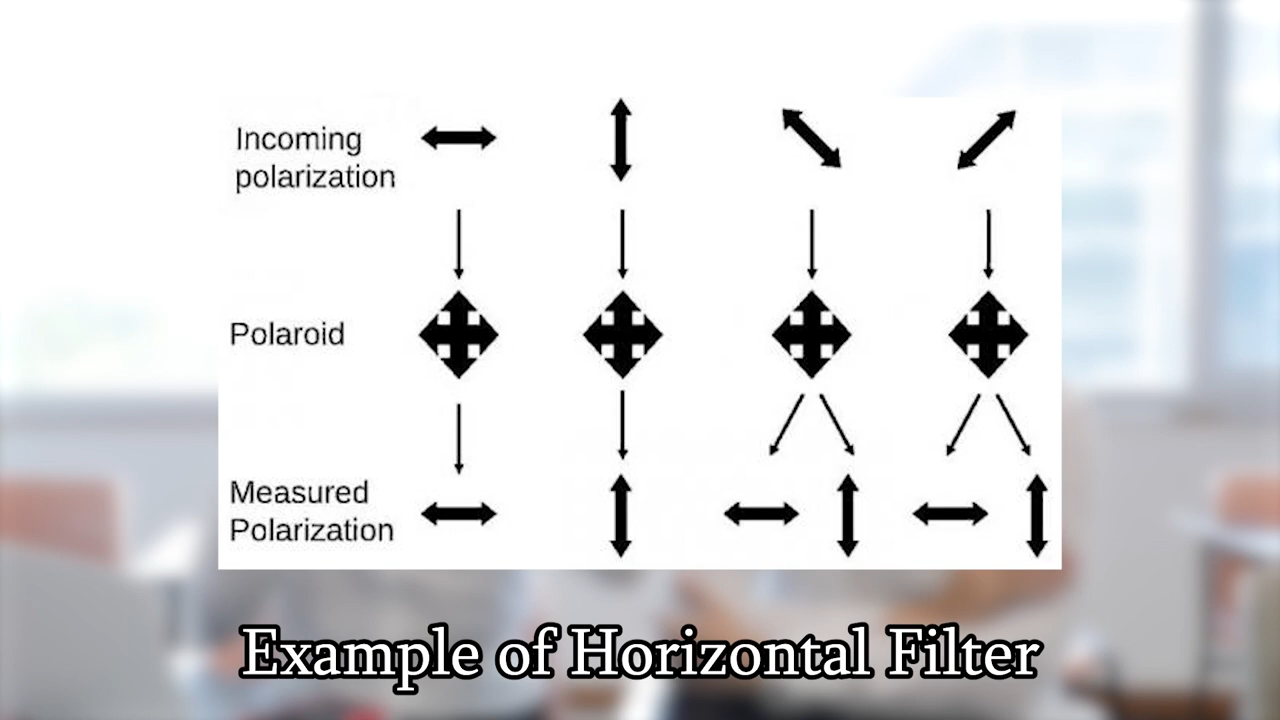 Incoming
polarization
Polaroid
Measured
Polarization
Example of Horizontal Filter